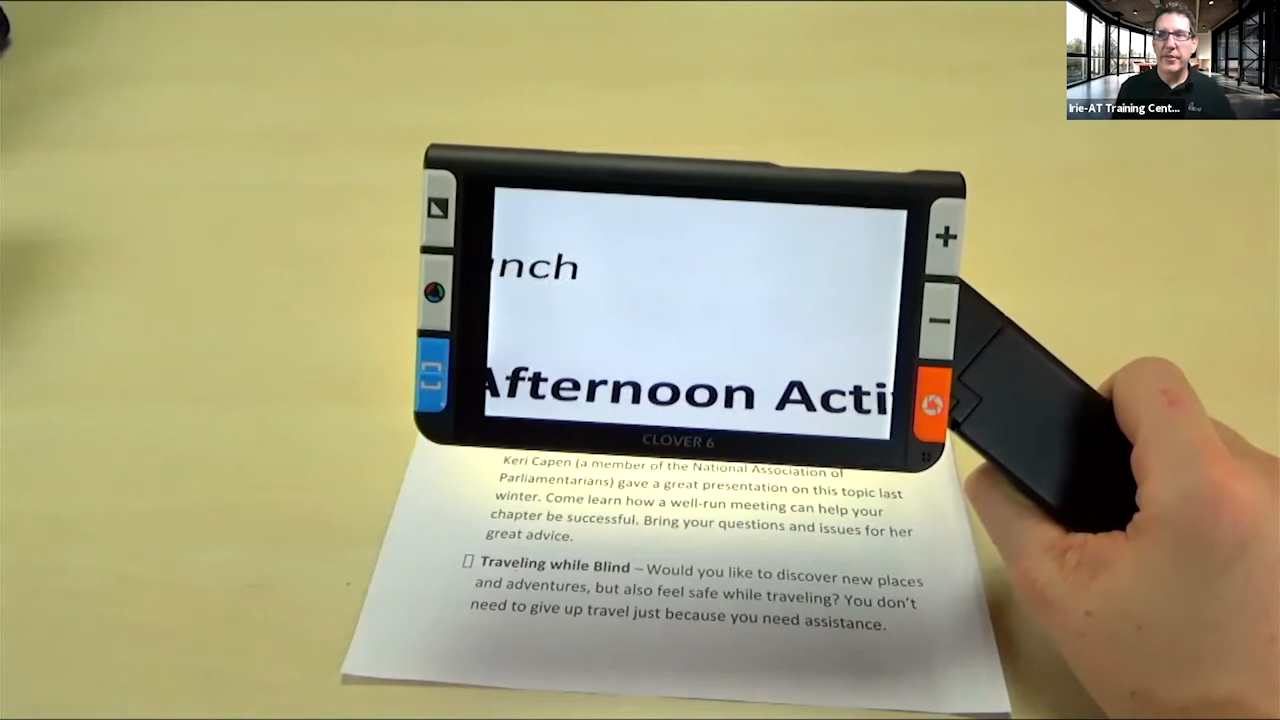 Irie-AT Training Cent...
unch
Afternoon Acti
CLOVER 6
Keri Capen (a member of the National Association of
Parliamentarians) gave a great presentation on this topic last
winter. Come learn how a well-run meeting can help your
chapter be successful. Bring your questions and issues for her
great advice.
Traveling while Blind – Would you like to discover new places
and adventures, but also feel safe while traveling? You don't
need to give up travel just because you need assistance.